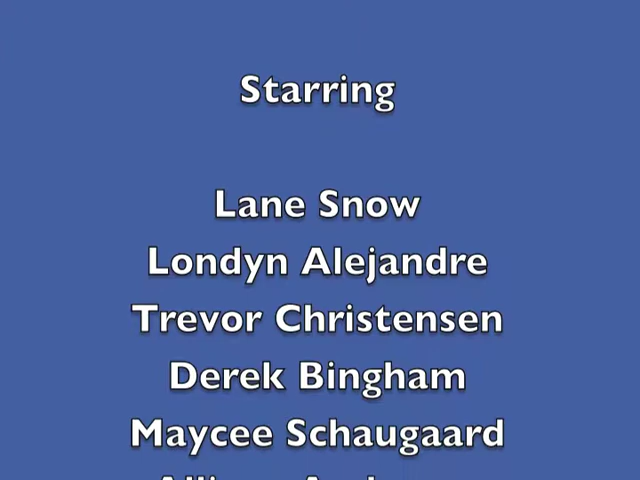 Starring
Lane Snow
Londyn Alejandre
Trevor Christensen
Derek Bingham
Maycee Schaugaard